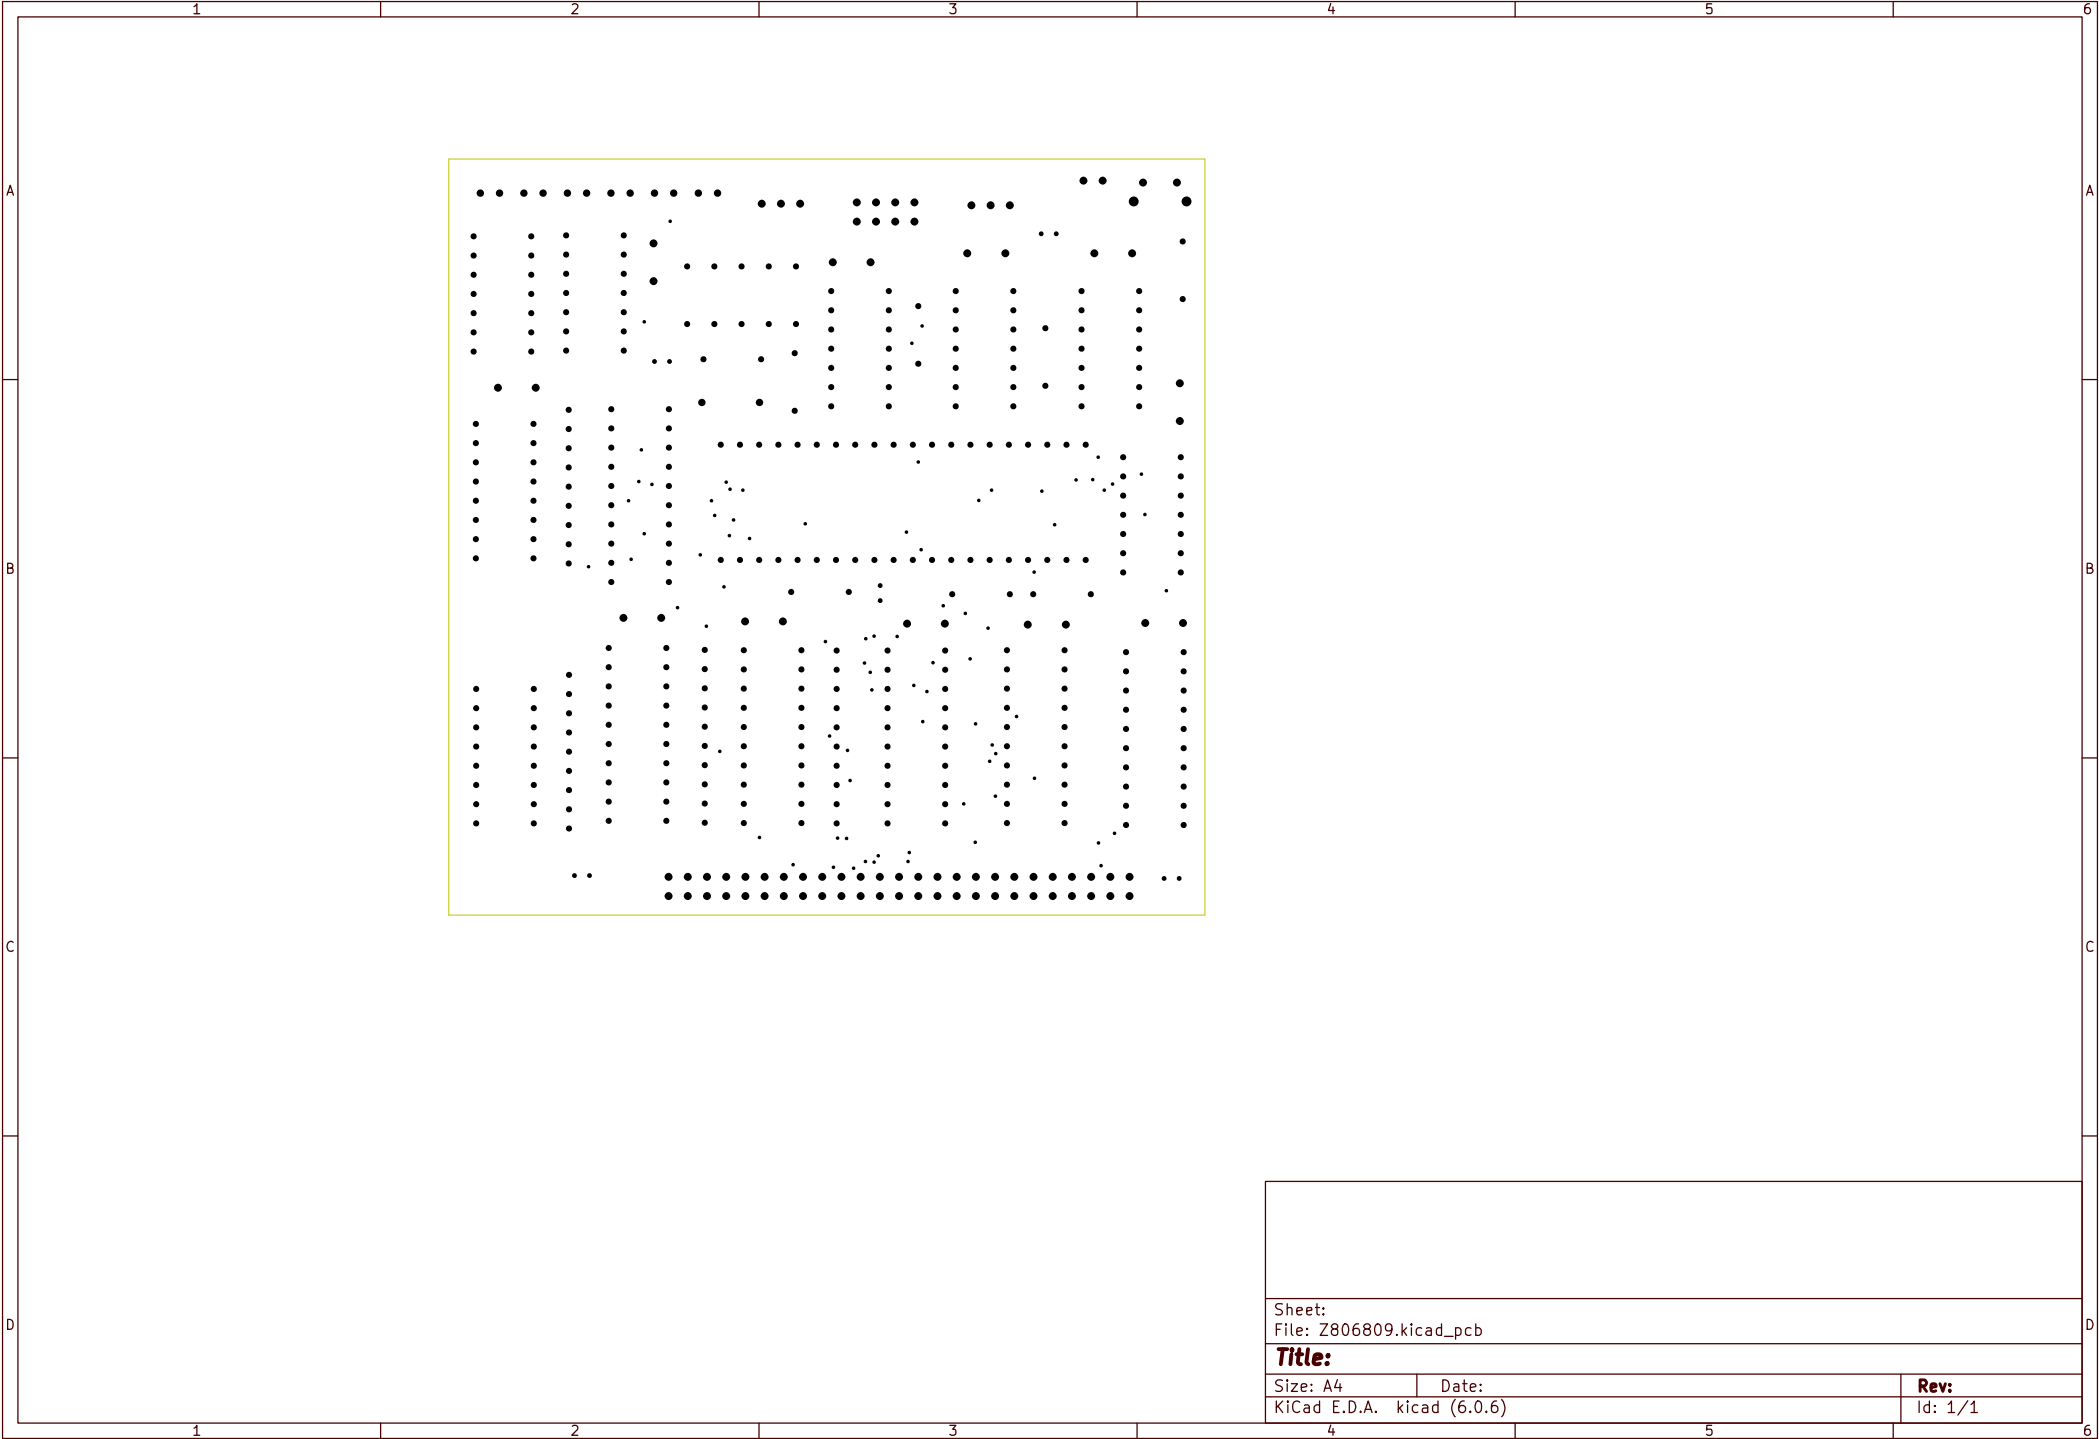 1 2 3 4 5 6
A A
B B
C C
D D
Sheet:
File: Z806809.kicad_pcb
Title:
Size: A4 Date: Rev:
KiCad E.D.A. kicad (6.0.6) Id: 1/1
1 2 3 4 5 6